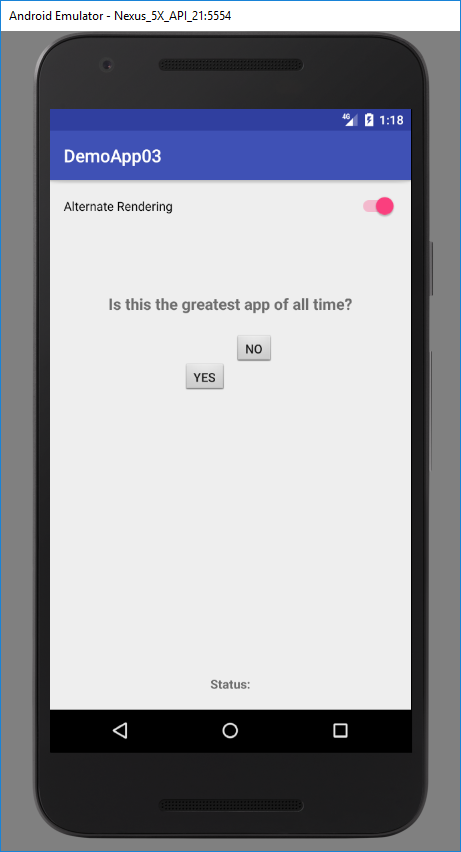 Android Emulator - Nexus_5X_API_21:5554
4G 1:18
DemoApp03
Alternate Rendering
Is this the greatest app of all time?
NO
YES
Status: